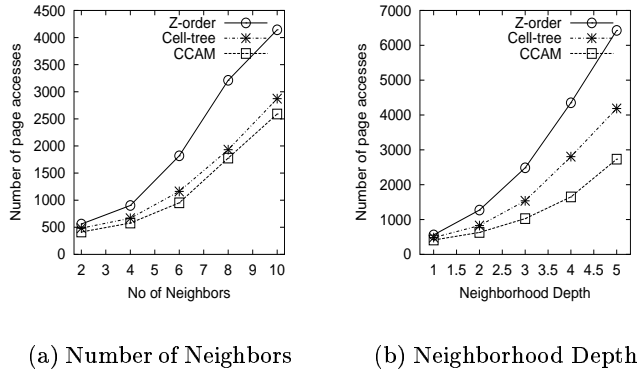 4500
4000
3500
3000
2500
2000
1500
1000
500
0
Number of page accesses
Z-order
Cell-tree
CCAM
2 3 4 5 6 7 8 9 10
No of Neighbors
(a) Number of Neighbors
7000
6000
5000
4000
3000
2000
1000
0
Number of page accesses
Z-order
Cell-tree
CCAM
1 1.5 2 2.5 3 3.5 4 4.5 5
Neighborhood Depth
(b) Neighborhood Depth